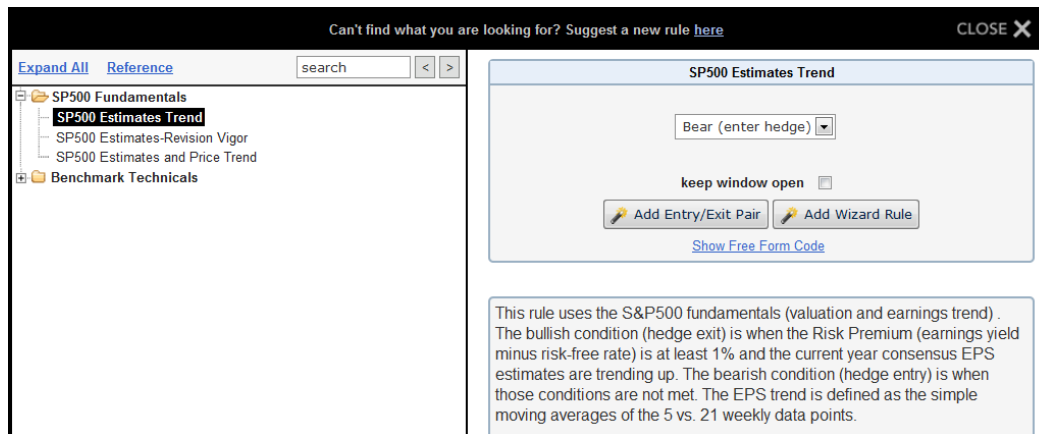 Can't find what you are looking for? Suggest a new rule here
CLOSE X
Expand All Reference search < >
SP500 Fundamentals
SP500 Estimates Trend
SP500 Estimates-Revision Vigor
SP500 Estimates and Price Trend
Benchmark Technicals
SP500 Estimates Trend
Bear (enter hedge)
keep window open
Add Entry/Exit Pair Add Wizard Rule
Show Free Form Code
This rule uses the S&P500 fundamentals (valuation and earnings trend) .
The bullish condition (hedge exit) is when the Risk Premium (earnings yield
minus risk-free rate) is at least 1% and the current year consensus EPS
estimates are trending up. The bearish condition (hedge entry) is when
those conditions are not met. The EPS trend is defined as the simple
moving averages of the 5 vs. 21 weekly data points.